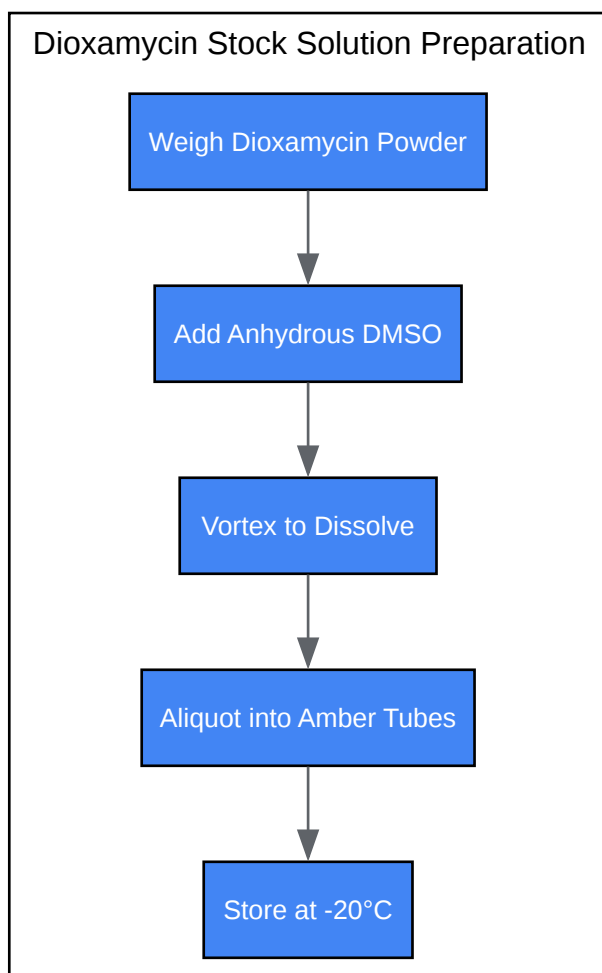 Dioxamycin Stock Solution Preparation
Weigh Dioxamycin Powder
Add Anhydrous DMSO
Vortex to Dissolve
Aliquot into Amber Tubes
Store at -20°C